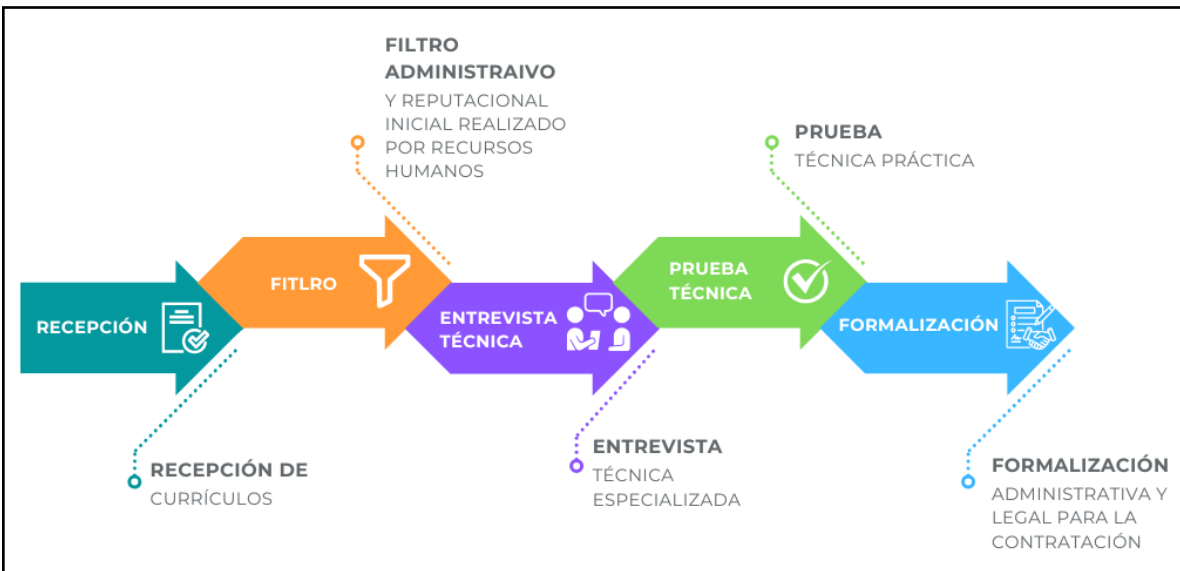 FILTRO
ADMINISTRAIVO
Y REPUTACIONAL
INICIAL REALIZADO
POR RECURSOS
HUMANOS
PRUEBA
TÉCNICA PRÁCTICA
RECEPCIÓN
FITLRO
ENTREVISTA
TÉCNICA
PRUEBA
TÉCNICA
FORMALIZACIÓN
RECEPCIÓN DE
CURRÍCULOS
ENTREVISTA
TÉCNICA
ESPECIALIZADA
FORMALIZACIÓN
ADMINISTRATIVA Y
LEGAL PARA LA
CONTRATACIÓN